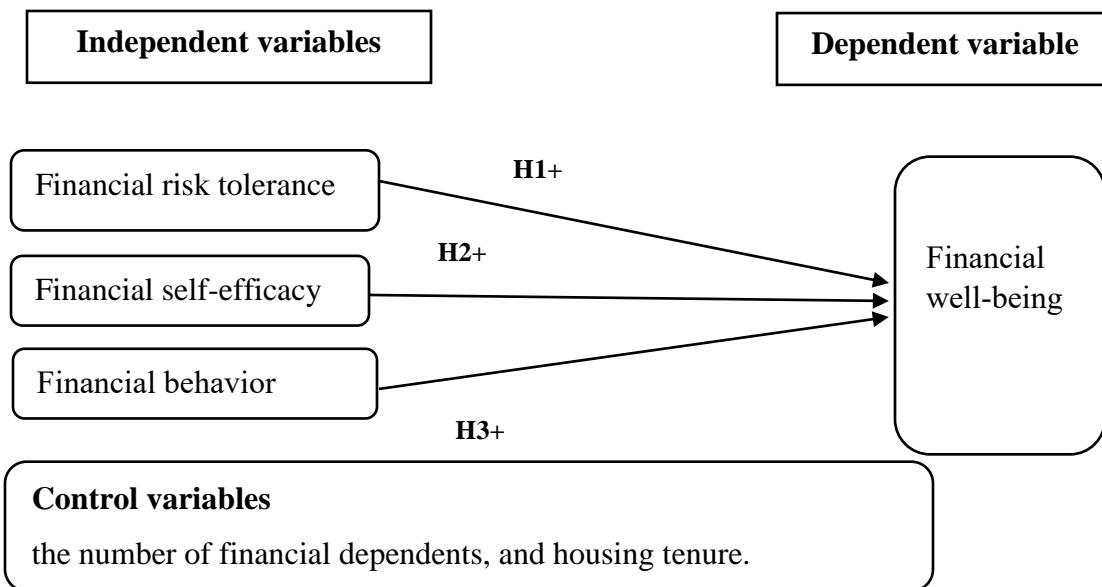 Independent variables
Dependent variable
Financial risk tolerance
H1+
H2+
Financial self-efficacy
Financial
well-being
Financial behavior
H3+
Control variables
the number of financial dependents, and housing tenure.